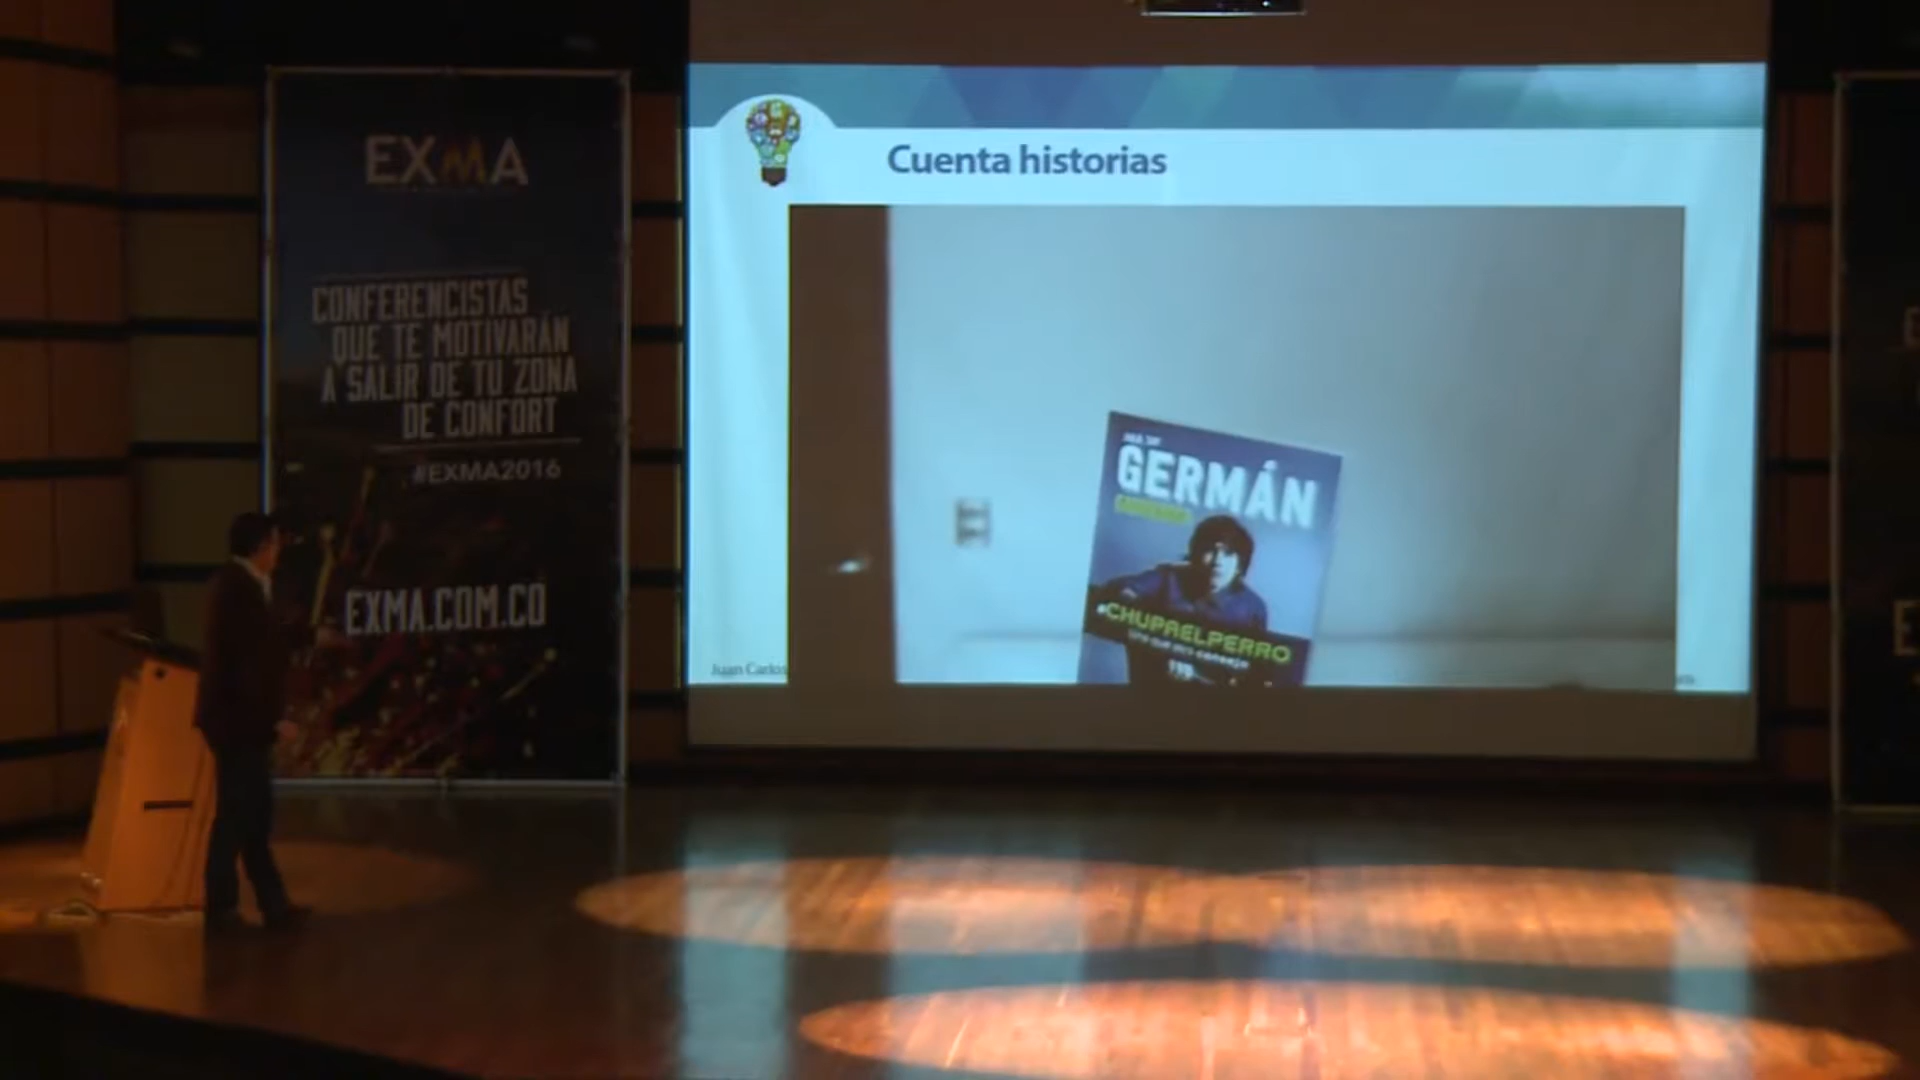 EXMA
CONFERENCISTAS
QUE TE MOTIVARÁN
A SALIR DE TU ZONA
DE CONFORT
#EXMA2016
EXMA.COM.CO
Cuenta historias
GERMÁN
#CHUPAELPERRO
Juan Carlos